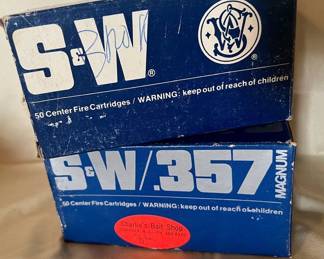 S&W®
50 Center Fire Cartridges / WARNING: keep out of reach of children
S&W/.357
MAGNUM
50 Center Fire Cartridges / WARNING: keep out of reach of children
Charlie's Bait Shop